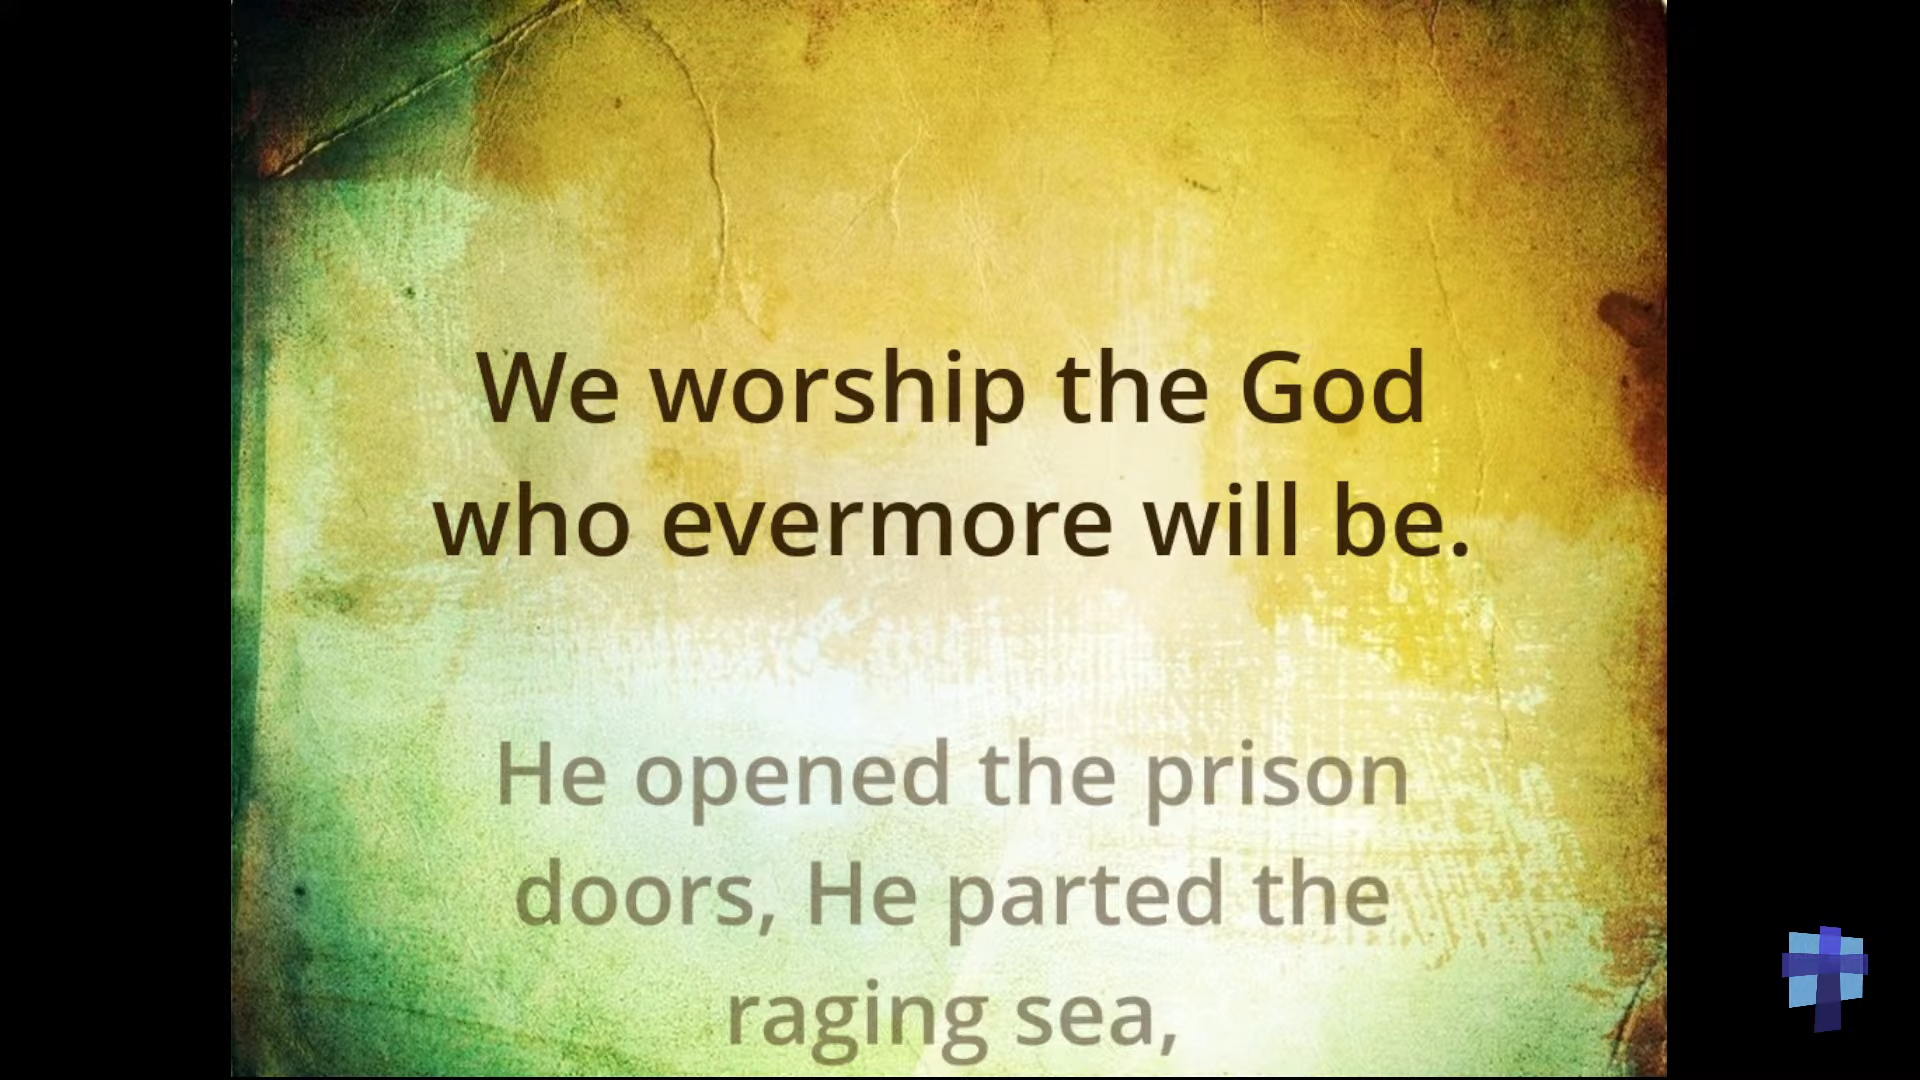 We worship the God
who evermore will be.
He opened the prison
doors, He parted the
raging sea,